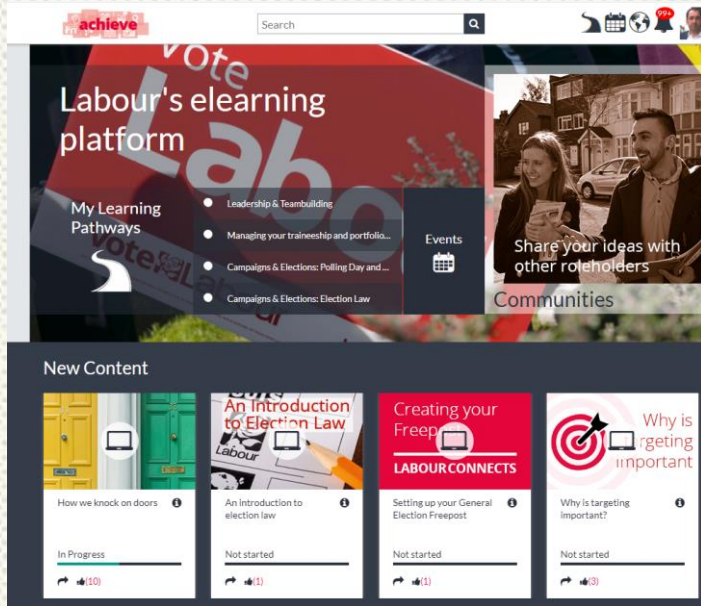 achieve
Search
99+
Vote
Labour
Labour's elearning
platform
My Learning
Pathways
Leadership & Teambuilding
Managing your traineeship and portfolio...
Campaigns & Elections: Polling Day and ...
Campaigns & Elections: Election Law
Events
Share your ideas with
other roleholders
Communities
New Content
An Introduction
to Election Law
Labour
Creating your
LABOUR CONNECTS
Why is
important
How we knock on doors
An introduction to
election law
Setting up your General
Election Freepost
Why is targeting
important?
In Progress
Not started
Not started
Not started
(10)
(1)
(1)
(3)